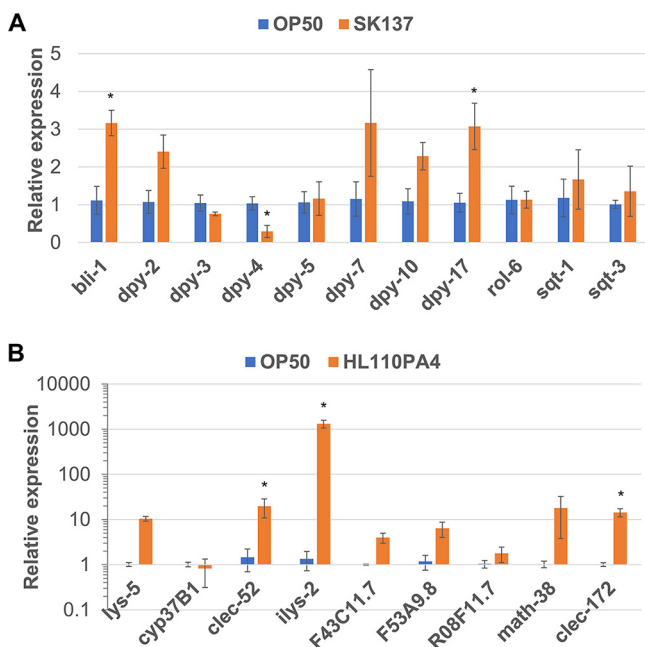 A
OP50 SK137
Relative expression
5
4
3
2
1
0
* * *
bli-1 dpy-2 dpy-3 dpy-4 dpy-5 dpy-7 dpy-10 dpy-17 rol-6 sqt-1 sqt-3
B
OP50 HL110PA4
Relative expression
10000
1000
100
10
1
0.1
* * *
lys-5 cyp37B1 clec-52 ilys-2 F43C11.7 F53A9.8 R08F11.7 math-38 clec-172